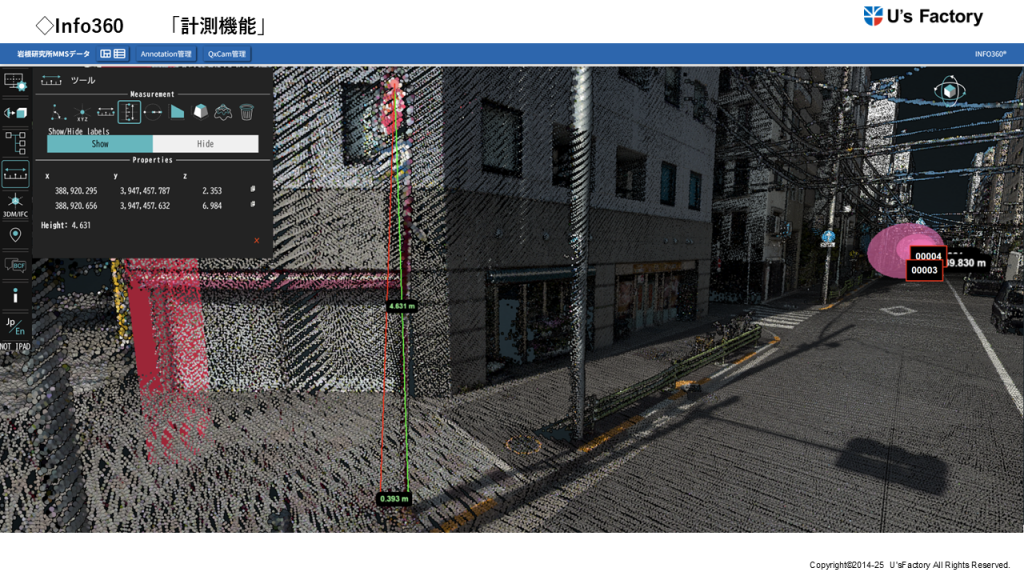 ◇Info360 「計測機能」
U's Factory
岩根研究所MMSデータ Annotation管理 QxCam管理 INFO360®
ツール
Measurement
XYZ
Show/Hide labels
Show Hide
Properties
x y z
388,920.295 3,947,457.787 2.353
388,920.656 3,947,457.632 6.984
Height: 4.631
×
3DM/IFC
BCF
Jp/En
NOT IPAD
4.631 m
0.393 m
00004
00003
39.830 m
Copyright©2014-25 U'sFactory All Rights Reserved.